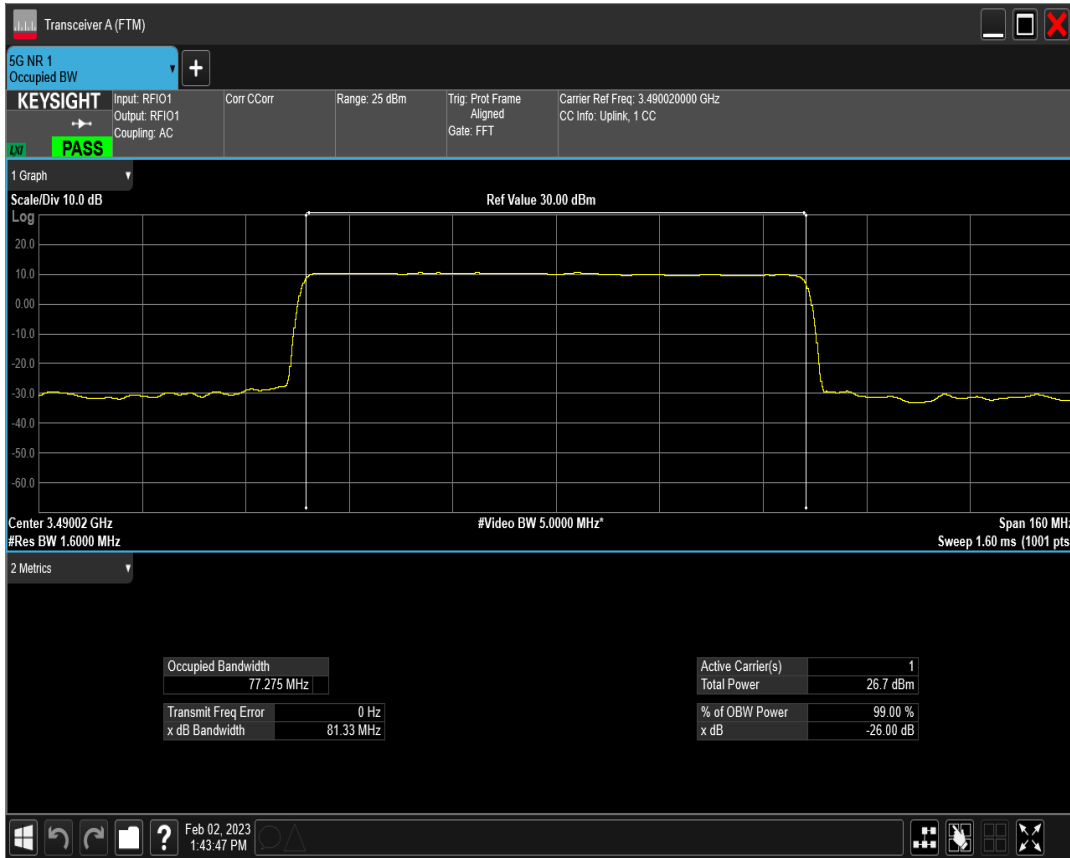 Transceiver A (FTM)
5G NR 1
Occupied BW
+
KEYSIGHT
Input: RFIO1
Output: RFIO1
Coupling: AC
Corr CCorr
Range: 25 dBm
Trig: Prot Frame
Aligned
Gate: FFT
Carrier Ref Freq: 3.490020000 GHz
CC Info: Uplink, 1 CC
LXI
PASS
1 Graph
Scale/Div 10.0 dB
Ref Value 30.00 dBm
Log
20.0
10.0
0.00
-10.0
-20.0
-30.0
-40.0
-50.0
-60.0
Center 3.49002 GHz
#Video BW 5.0000 MHz*
Span 160 MHz
#Res BW 1.6000 MHz
Sweep 1.60 ms (1001 pts
2 Metrics
Occupied Bandwidth
77.275 MHz
Transmit Freq Error 0 Hz
x dB Bandwidth 81.33 MHz
Active Carrier(s) 1
Total Power 26.7 dBm
% of OBW Power 99.00 %
x dB -26.00 dB
?
Feb 02, 2023
1:43:47 PM